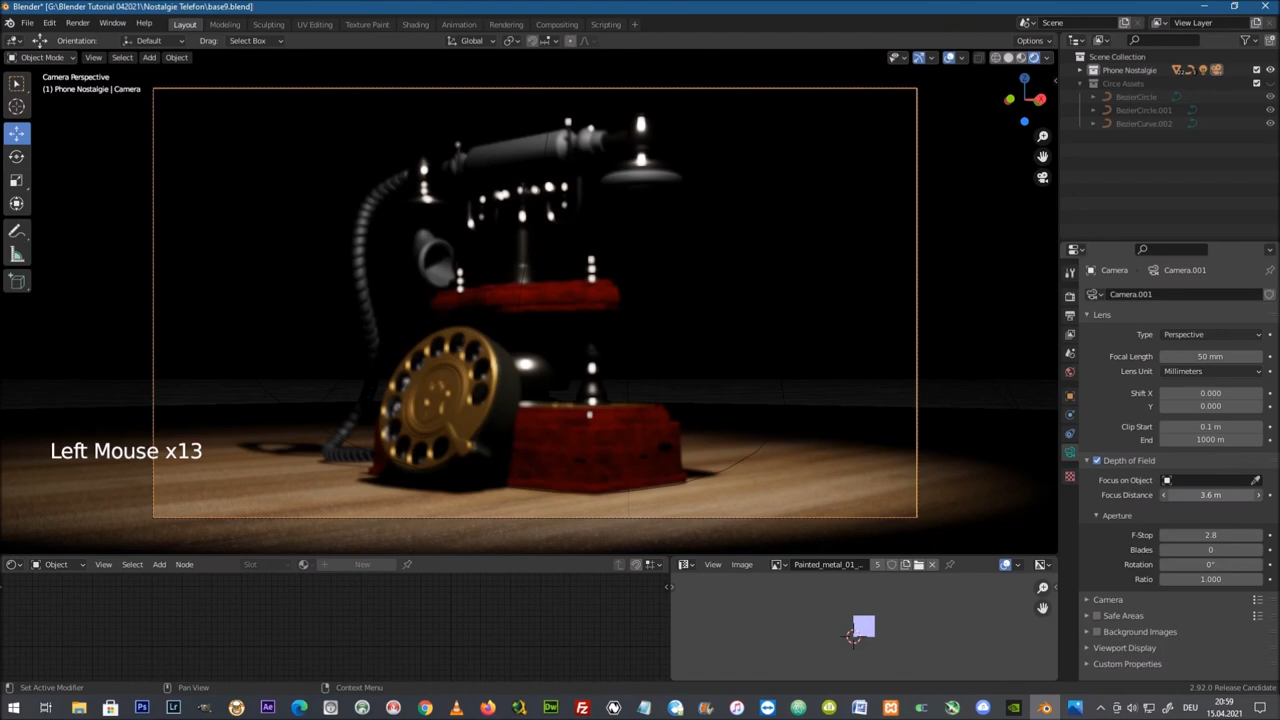 Blender* [G:\Blender Tutorial 042021\Nostalgie Telefon\base9.blend]
File Edit Render Window Help Layout Modeling Sculpting UV Editing Texture Paint Shading Animation Rendering Compositing Scripting + Scene View Layer
Orientation: Default Drag: Select Box Global Options
Object Mode View Select Add Object
Camera Perspective
(1) Phone Nostalgie | Camera
Scene Collection
Phone Nostalgie
Circe Assets
BezierCircle
BezierCircle.001
BezierCurve.002
X
Camera Camera.001
Camera.001
Lens
Type Perspective
Focal Length 50 mm
Lens Unit Millimeters
Shift X 0.000
Y 0.000
Clip Start 0.1 m
End 1000 m
Depth of Field
Focus on Object
Focus Distance 3.6 m
Aperture
F-Stop 2.8
Blades 0
Rotation 0°
Ratio 1.000
Camera
Safe Areas
Background Images
Viewport Display
Custom Properties
Left Mouse x13
Object View Select Add Node Slot New
View Image Painted_metal_01_... 5
Set Active Modifier Pan View Context Menu 2.92.0 Release Candidate
Ps Lr Ae Dw Fz W DEU 20:59
15.04.2021